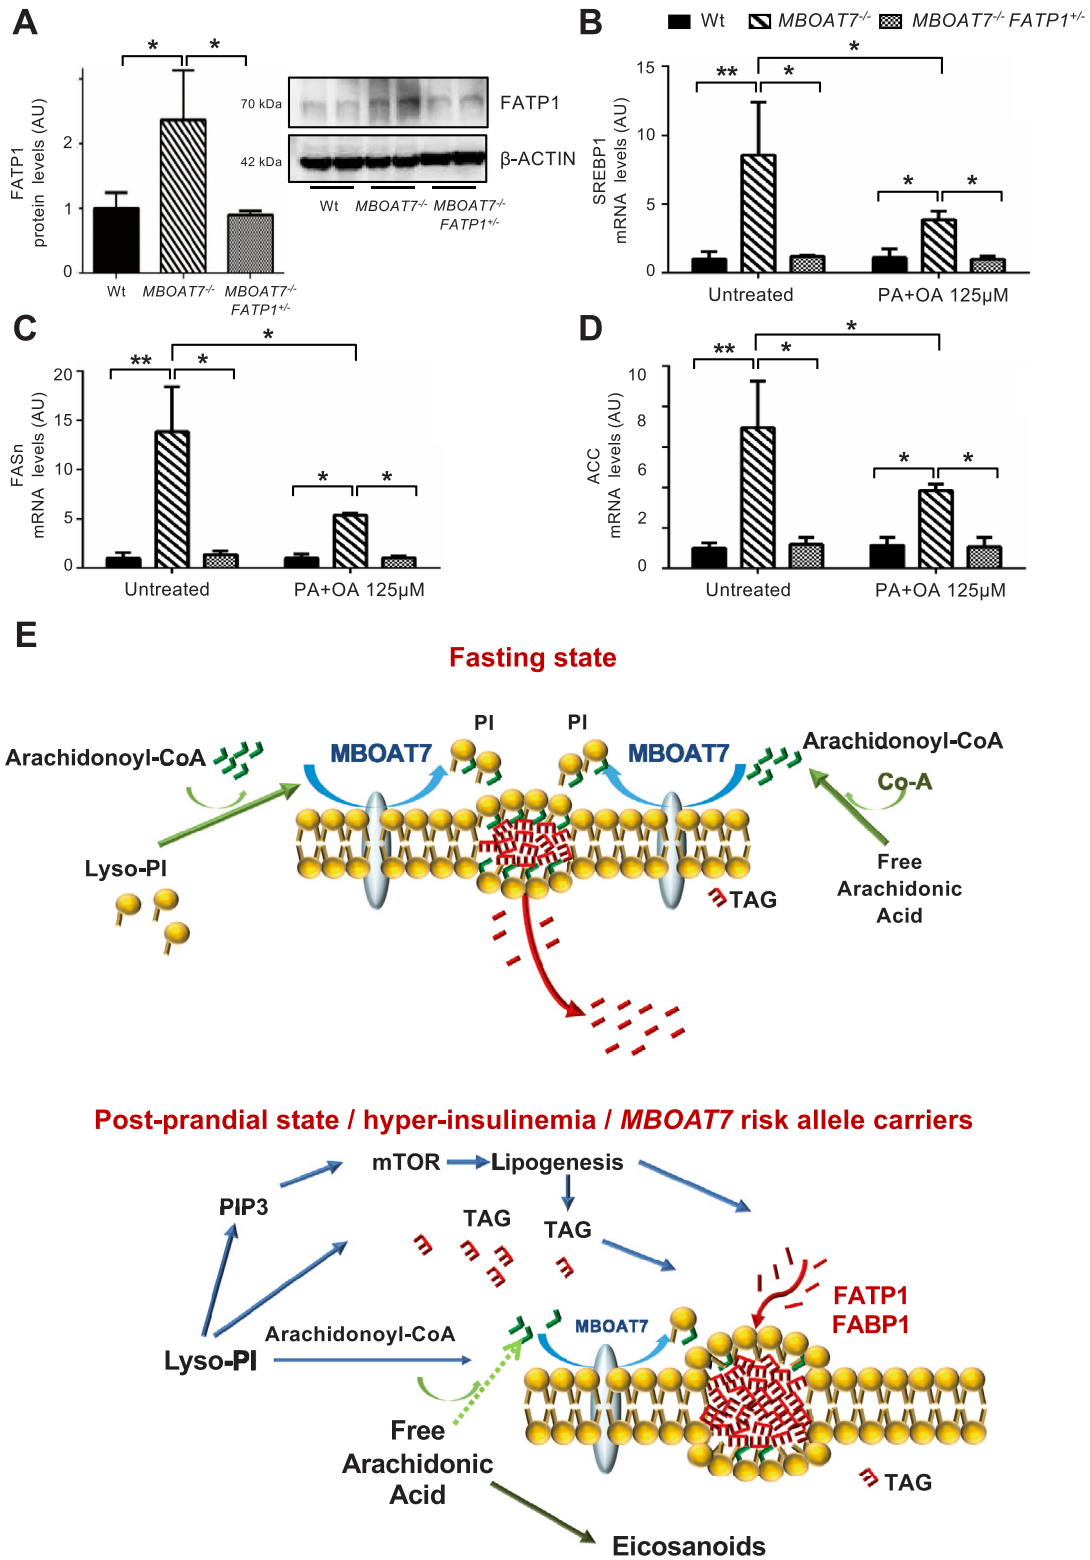 A
FATP1
protein levels (AU)
2
1
0
*
*
Wt
MBOAT7-/-
MBOAT7-/-
FATP1+/-
70 kDa
FATP1
42 kDa
β-ACTIN
Wt
MBOAT7-/-
MBOAT7-/-
FATP1+/-
B
Wt
MBOAT7-/-
MBOAT7-/- FATP1+/-
SREBP1
mRNA levels (AU)
15
10
5
0
*
**
*
*
*
Untreated
PA+OA 125µM
C
FASn
mRNA levels (AU)
20
15
10
5
0
*
**
*
*
*
Untreated
PA+OA 125µM
D
ACC
mRNA levels (AU)
10
8
6
2
0
*
**
*
*
*
Untreated
PA+OA 125µM
E
Fasting state
PI
PI
Arachidonoyl-CoA
MBOAT7
MBOAT7
Arachidonoyl-CoA
Co-A
Lyso-PI
Free
Arachidonic
Acid
TAG
Post-prandial state / hyper-insulinemia / MBOAT7 risk allele carriers
mTOR
Lipogenesis
PIP3
TAG
TAG
FATP1
FABP1
Arachidonoyl-CoA
MBOAT7
Lyso-PI
Free
Arachidonic
Acid
TAG
Eicosanoids